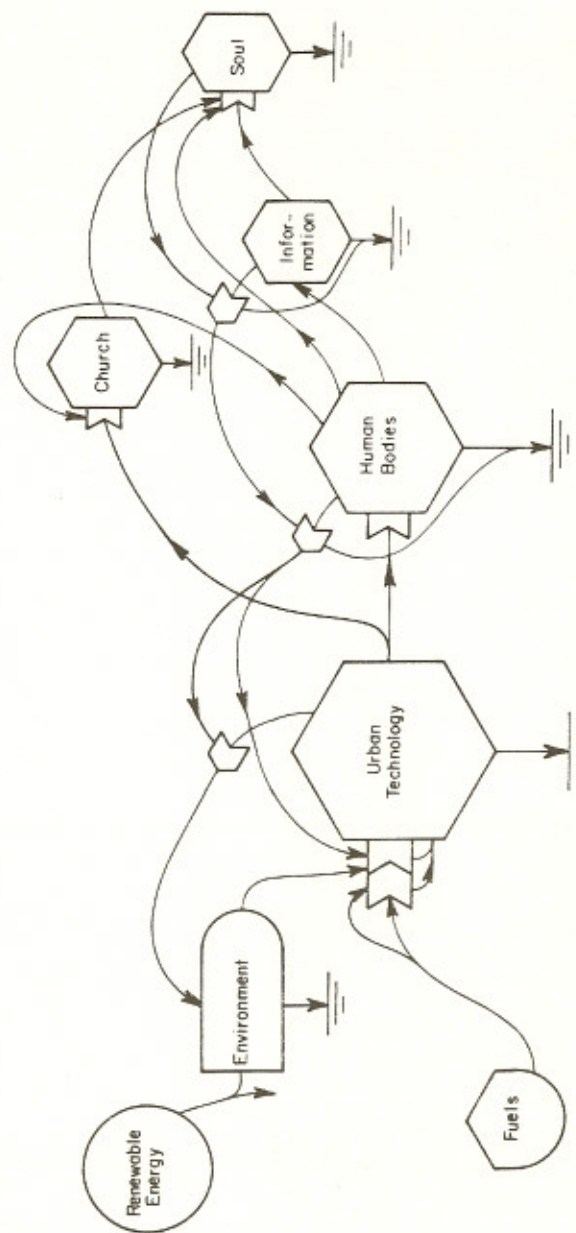 Renewable
Energy
Environment
Fuels
Urban
Technology
Human
Bodies
Church
Infor-
mation
Soul